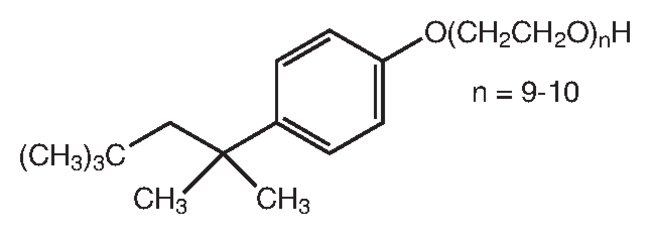 O(CH₂CH₂O)ₙH
n = 9-10
(CH₃)₃C
CH₃ CH₃